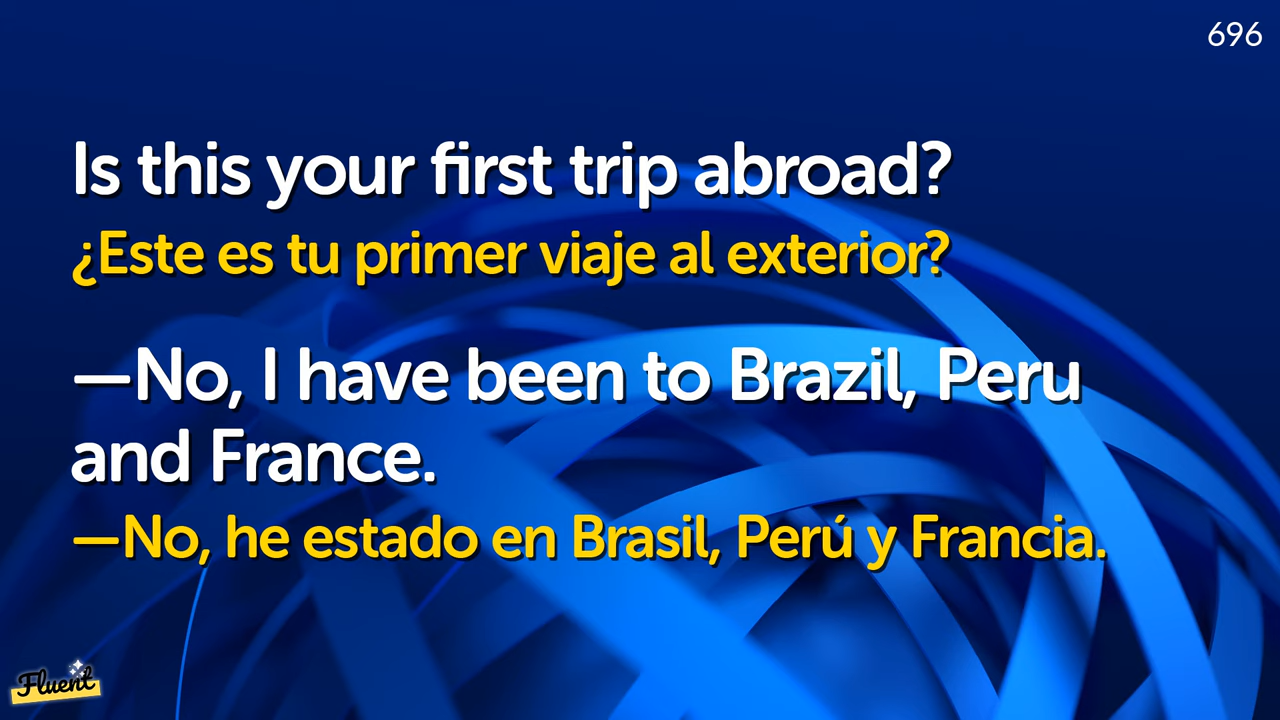 696
Is this your first trip abroad?
¿Este es tu primer viaje al exterior?
—No, I have been to Brazil, Peru
and France.
—No, he estado en Brasil, Perú y Francia.
Fluent